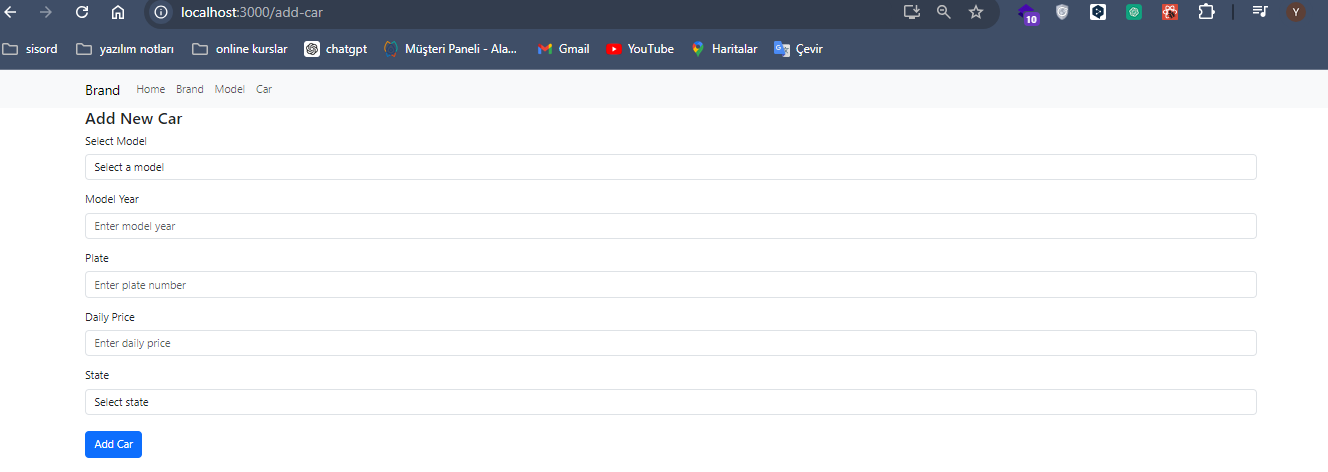 localhost:3000/add-car
10
Y
sisord yazılım notları online kurslar chatgpt Müşteri Paneli - Ala... Gmail YouTube Haritalar Çevir
Brand Home Brand Model Car
Add New Car
Select Model
Select a model
Model Year
Enter model year
Plate
Enter plate number
Daily Price
Enter daily price
State
Select state
Add Car